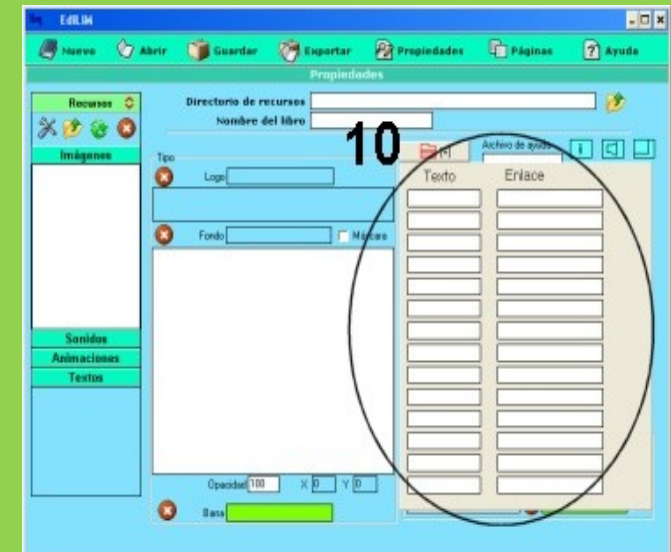 EdiLIM
Nuevo Abrir Guardar Exportar Propiedades Páginas Ayuda
Propiedades
Recursos
Directorio de recursos
Nombre del libro
10
Imágenes
Tipo
Archivo de ayuda
Logo
Texto Enlace
Fondo
Máscara
Sonidos
Animaciones
Textos
Opacidad 100 X 0 Y 0
Barra